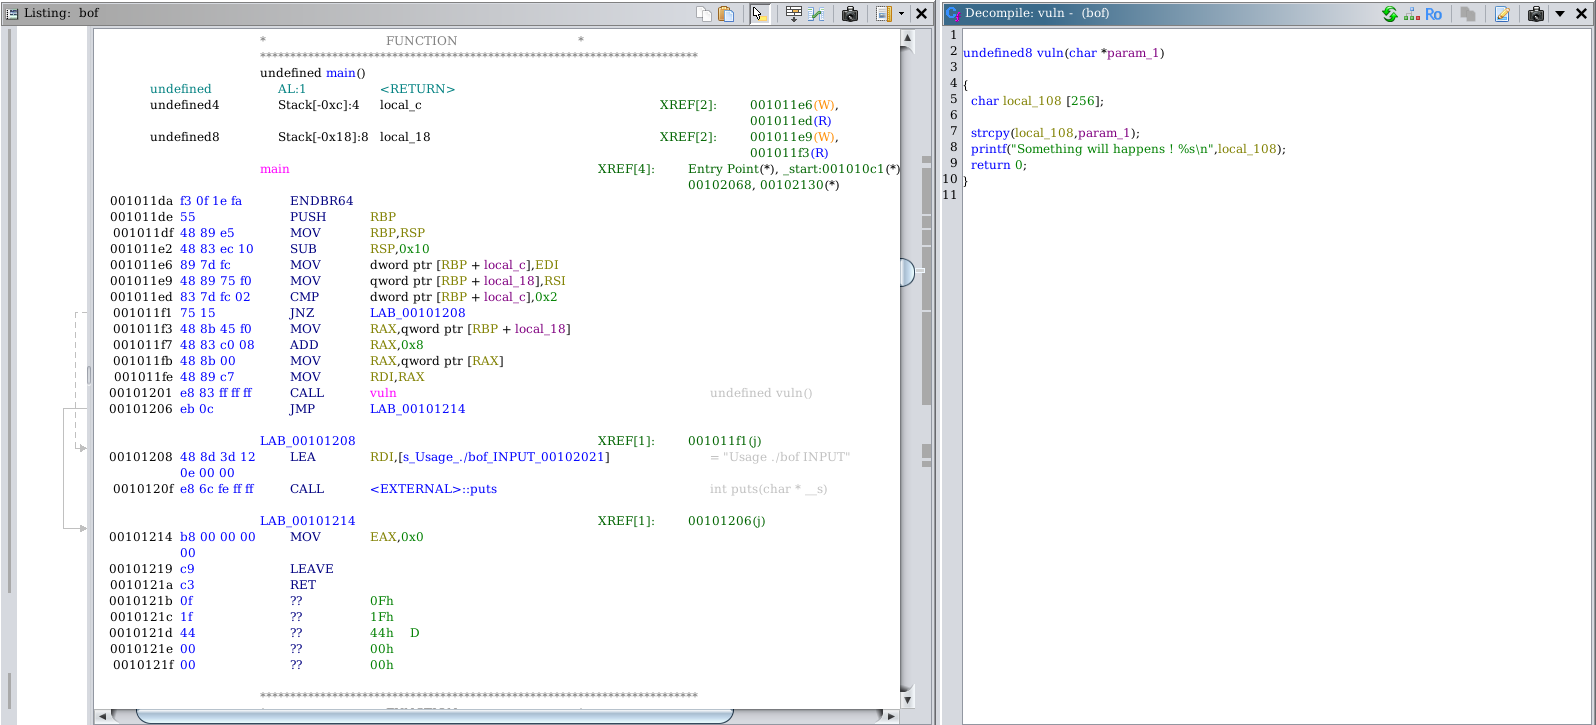 Listing: bof
* FUNCTION *
**********************************************************************
undefined main()
undefined AL:1 <RETURN>
undefined4 Stack[-0xc]:4 local_c XREF[2]: 001011e6(W),
001011ed(R)
undefined8 Stack[-0x18]:8 local_18 XREF[2]: 001011e9(W),
001011f3(R)
main XREF[4]: Entry Point(*), _start:001010c1(*)
00102068, 00102130(*)
001011da f3 0f 1e fa ENDBR64
001011de 55 PUSH RBP
001011df 48 89 e5 MOV RBP,RSP
001011e2 48 83 ec 10 SUB RSP,0x10
001011e6 89 7d fc MOV dword ptr [RBP + local_c],EDI
001011e9 48 89 75 f0 MOV qword ptr [RBP + local_18],RSI
001011ed 83 7d fc 02 CMP dword ptr [RBP + local_c],0x2
001011f1 75 15 JNZ LAB_00101208
001011f3 48 8b 45 f0 MOV RAX,qword ptr [RBP + local_18]
001011f7 48 83 c0 08 ADD RAX,0x8
001011fb 48 8b 00 MOV RAX,qword ptr [RAX]
001011fe 48 89 c7 MOV RDI,RAX
00101201 e8 83 ff ff ff CALL vuln undefined vuln()
00101206 eb 0c JMP LAB_00101214
LAB_00101208 XREF[1]: 001011f1(j)
00101208 48 8d 3d 12 LEA RDI,[s_Usage_./bof_INPUT_00102021] = "Usage ./bof INPUT"
0e 00 00
0010120f e8 6c fe ff ff CALL <EXTERNAL>::puts int puts(char * __s)
LAB_00101214 XREF[1]: 00101206(j)
00101214 b8 00 00 00 MOV EAX,0x0
00
00101219 c9 LEAVE
0010121a c3 RET
0010121b 0f ?? 0Fh
0010121c 1f ?? 1Fh
0010121d 44 ?? 44h D
0010121e 00 ?? 00h
0010121f 00 ?? 00h
**********************************************************************
Decompile: vuln - (bof)
Ro
1
2 undefined8 vuln(char *param_1)
3
4 {
5 char local_108 [256];
6
7 strcpy(local_108,param_1);
8 printf("Something will happens ! %s\n",local_108);
9 return 0;
10 }
11